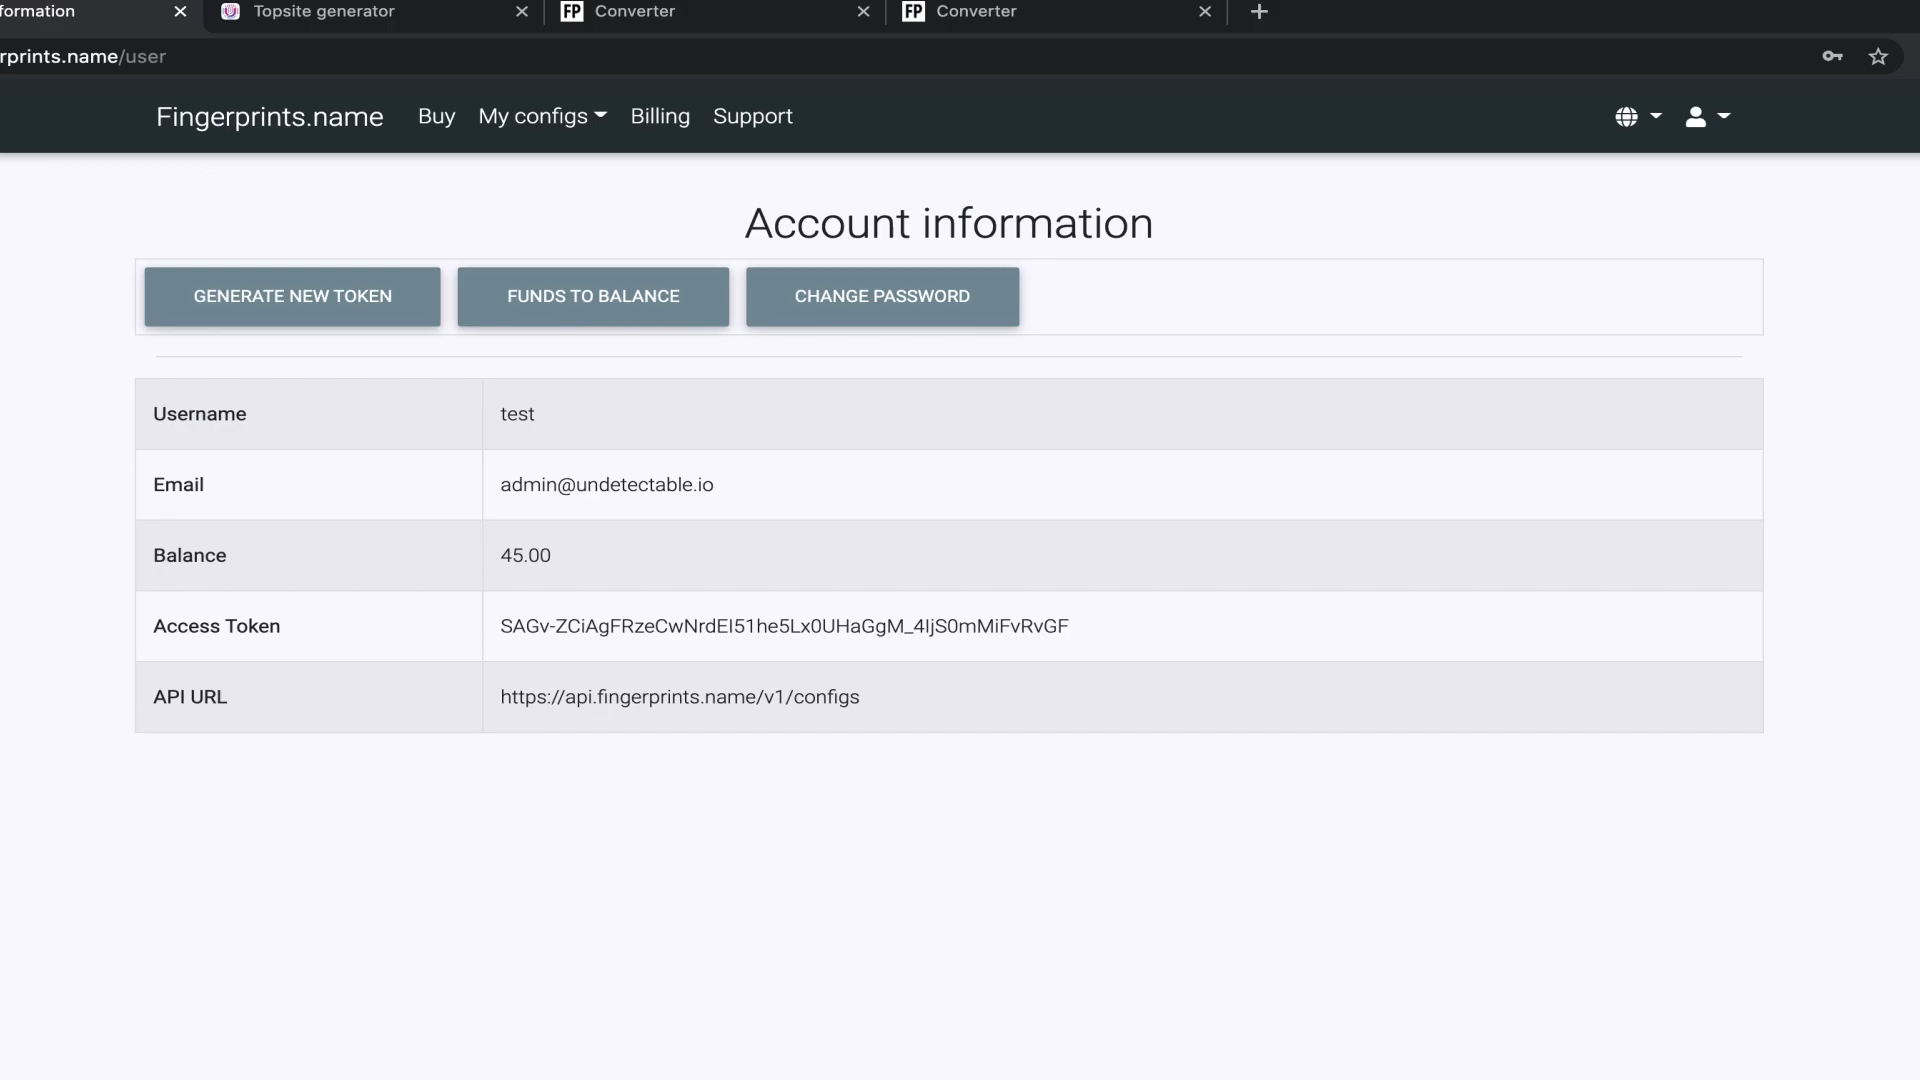 formation
Topsite generator
FP Converter
FP Converter
rprints.name/user
Fingerprints.name Buy My configs Billing Support
Account information
GENERATE NEW TOKEN FUNDS TO BALANCE CHANGE PASSWORD
Username test
Email admin@undetectable.io
Balance 45.00
Access Token SAGv-ZCiAgFRzeCwNrdEI51he5Lx0UHaGgM_4IjS0mMiFvRvGF
API URL https://api.fingerprints.name/v1/configs